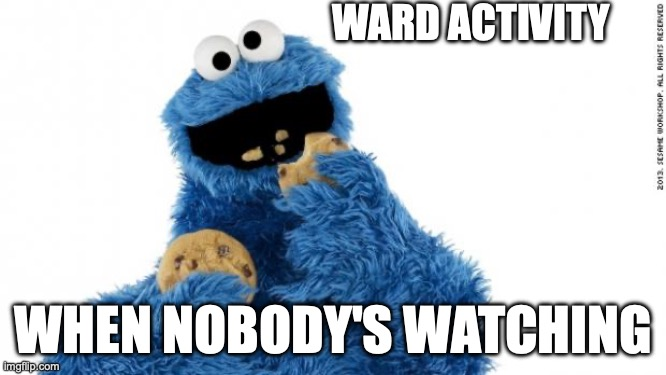 WARD ACTIVITY
2013. SESAME WORKSHOP. ALL RIGHTS RESERVED
WHEN NOBODY'S WATCHING
imgflip.com